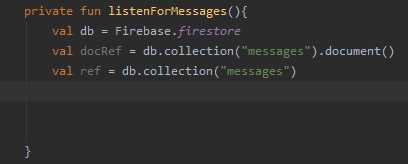 private fun listenForMessages(){
val db = Firebase.firestore
val docRef = db.collection("messages").document()
val ref = db.collection("messages")
}